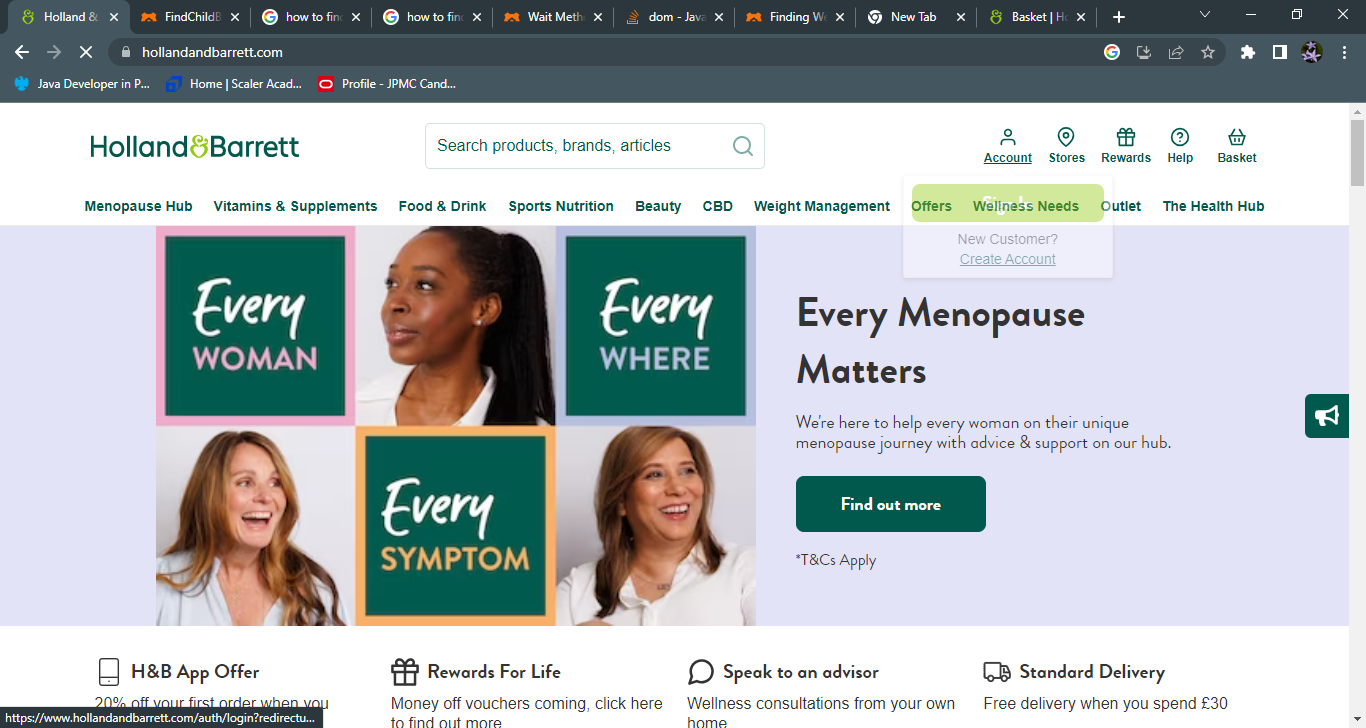 Holland &
FindChildB
how to find
how to find
Wait Meth
dom - Java
Finding We
New Tab
Basket | Ho
hollandandbarrett.com
Java Developer in P...
Home | Scaler Acad...
Profile - JPMC Cand...
Holland&Barrett
Search products, brands, articles
Account
Stores
Rewards
Help
Basket
Menopause Hub
Vitamins & Supplements
Food & Drink
Sports Nutrition
Beauty
CBD
Weight Management
Offers
Wellness Needs
Outlet
The Health Hub
Sign In
New Customer?
Create Account
Every
WOMAN
Every
WHERE
Every
SYMPTOM
Every Menopause
Matters
We're here to help every woman on their unique
menopause journey with advice & support on our hub.
Find out more
*T&Cs Apply
H&B App Offer
20% off your first order when you
Rewards For Life
Money off vouchers coming, click here
to find out more
Speak to an advisor
Wellness consultations from your own
home
Standard Delivery
Free delivery when you spend £30
https://www.hollandandbarrett.com/auth/login?redirectu...